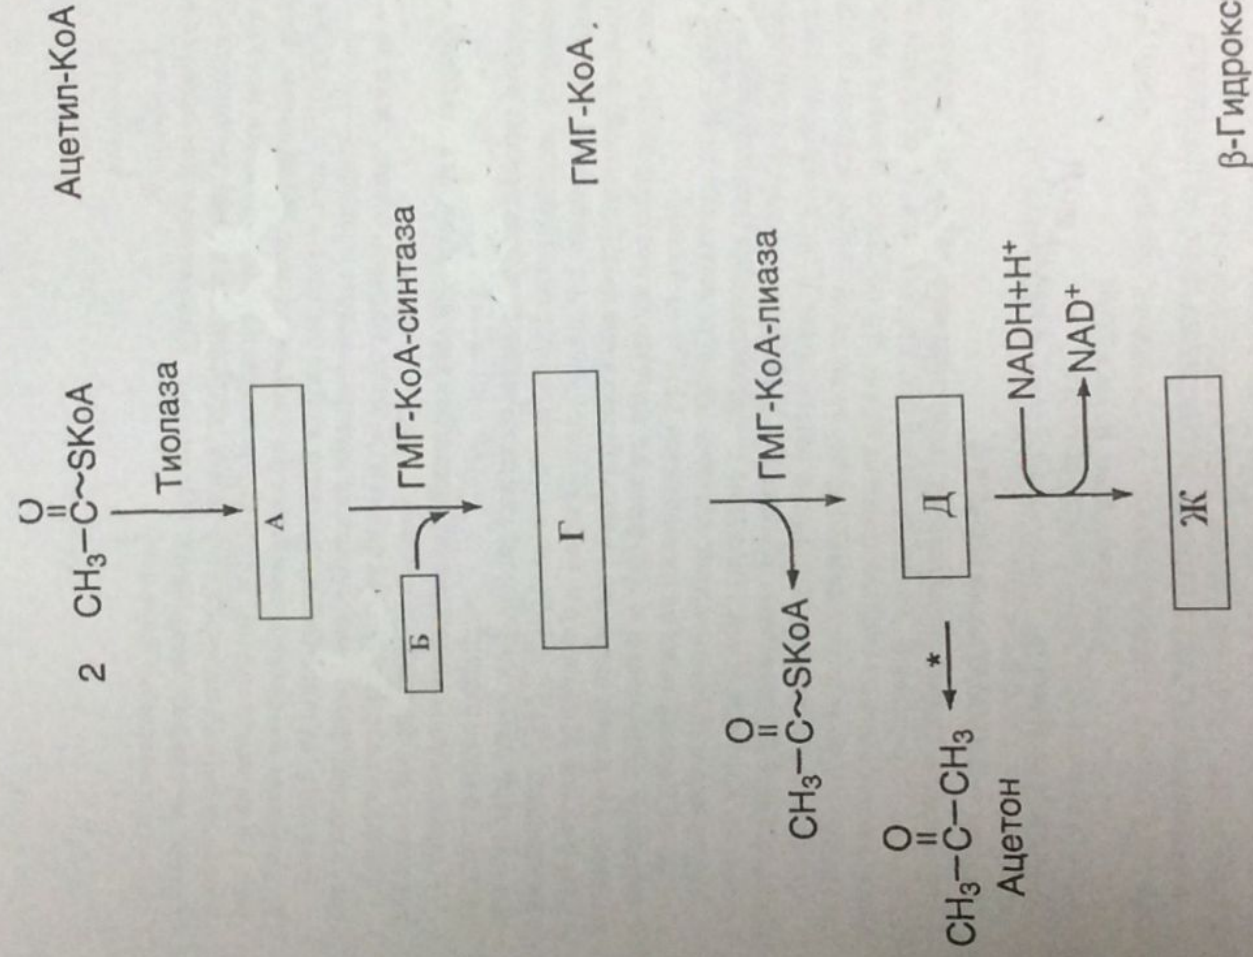 O
||
2 CH₃–C~SKoA
Ацетил-КоА
Тиолаза
А
Б
ГМГ-КоА-синтаза
Г
ГМГ-КоА
O
||
CH₃–C~SKoA
ГМГ-КоА-лиаза
O
||
CH₃–C–CH₃
*
Д
Ацетон
NADH+H⁺
NAD⁺
Ж
β-Гидрокс